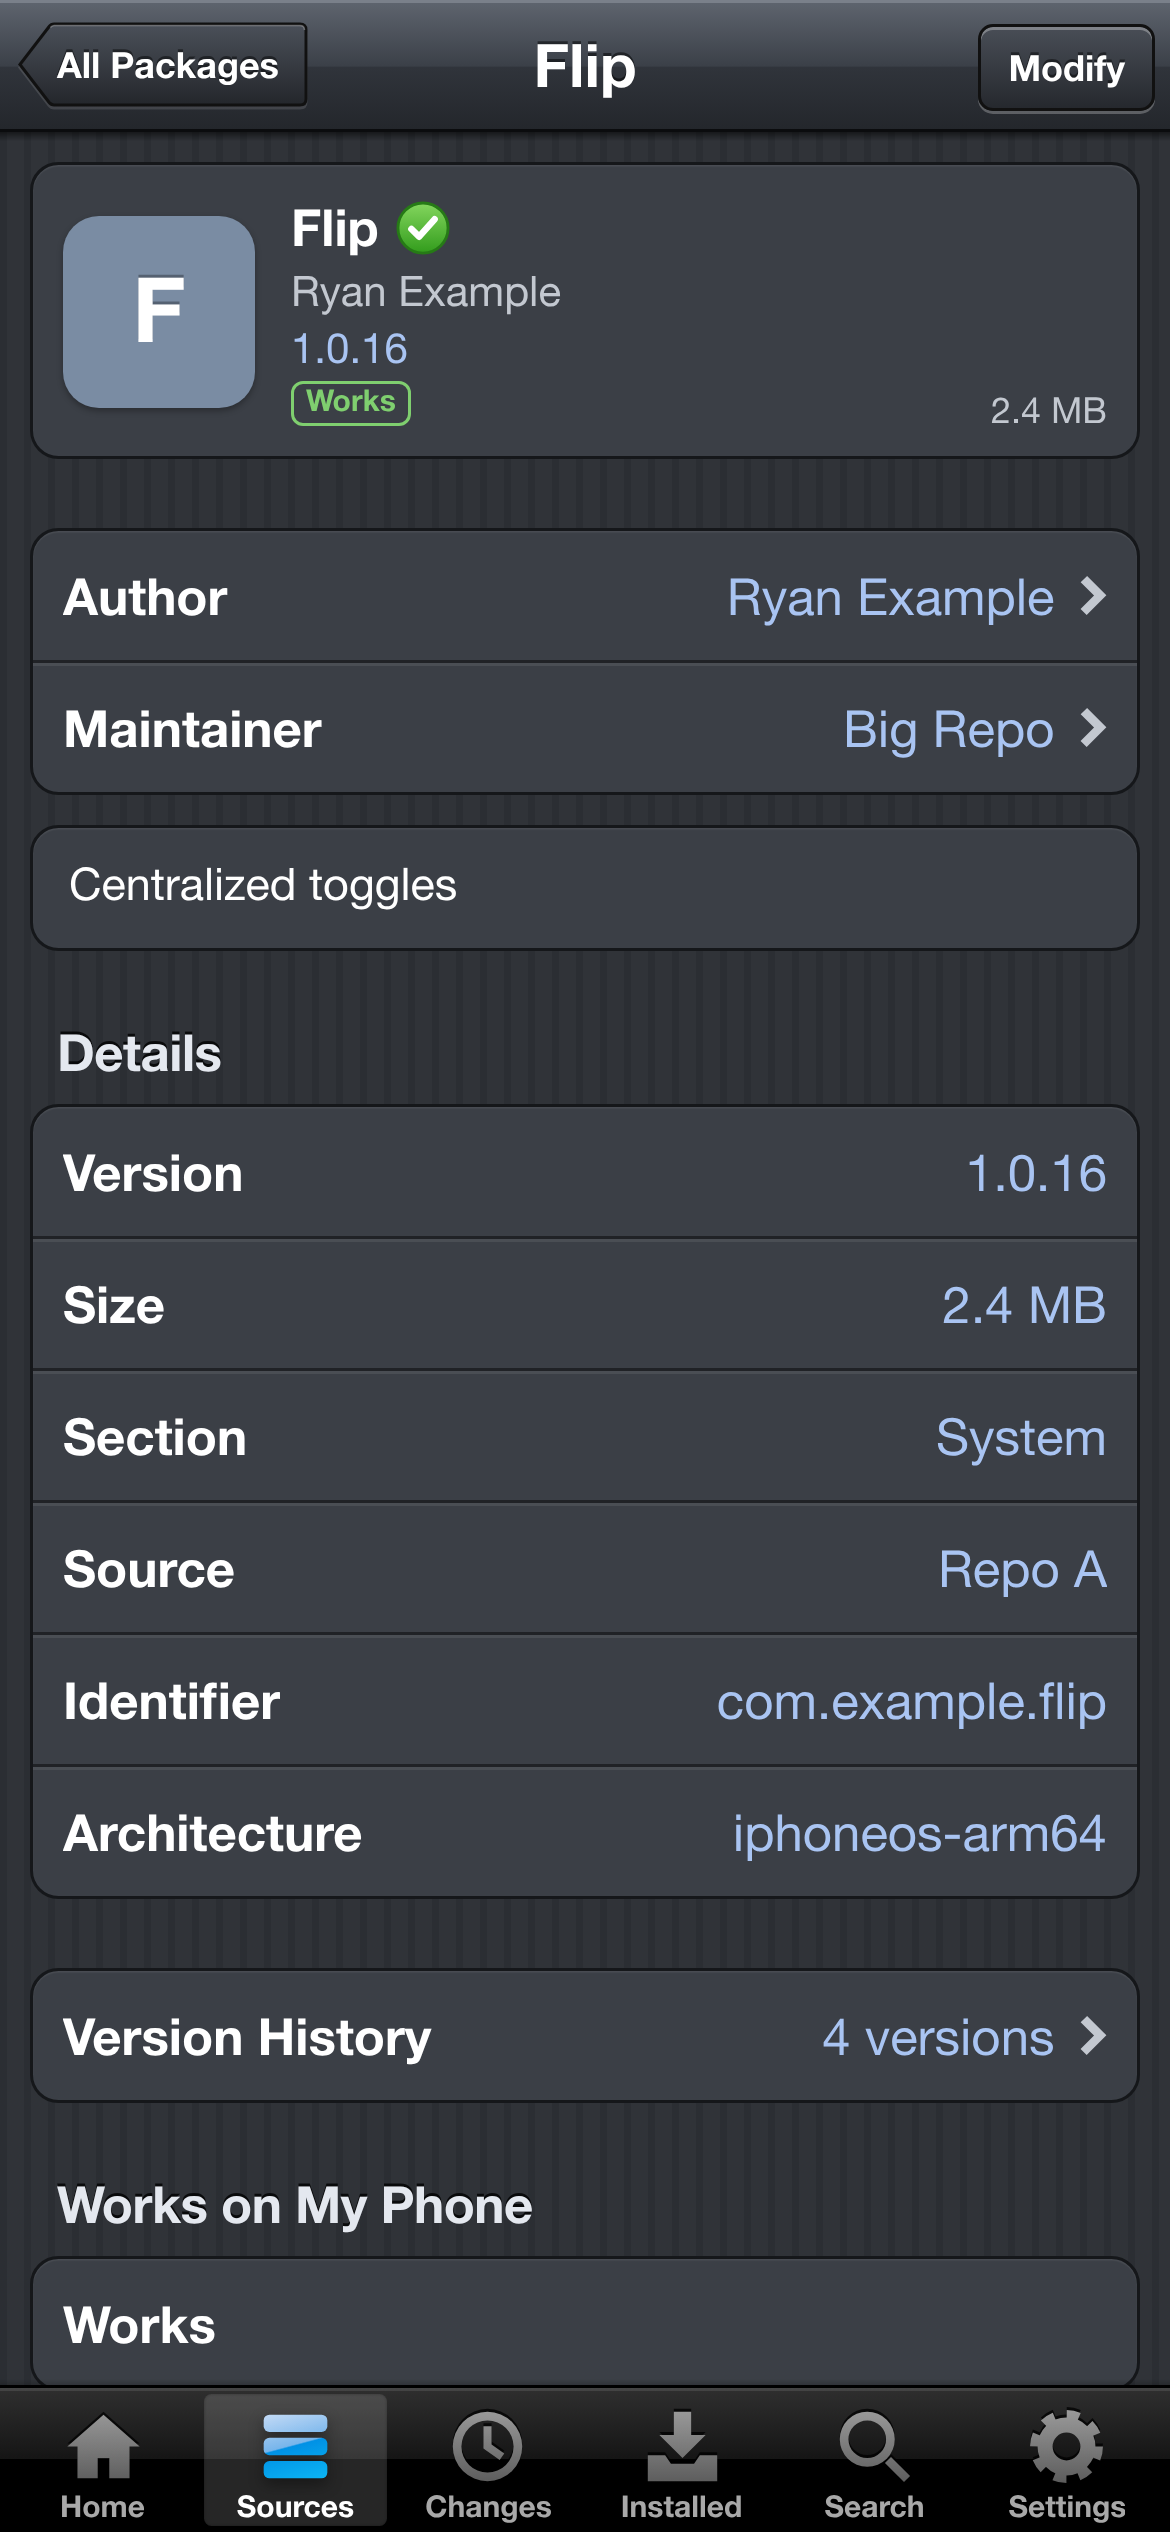 All Packages
Flip
Modify
F
Flip
Ryan Example
1.0.16
Works
2.4 MB
Author
Ryan Example
Maintainer
Big Repo
Centralized toggles
Details
Version
1.0.16
Size
2.4 MB
Section
System
Source
Repo A
Identifier
com.example.flip
Architecture
iphoneos-arm64
Version History
4 versions
Works on My Phone
Works
Home
Sources
Changes
Installed
Search
Settings